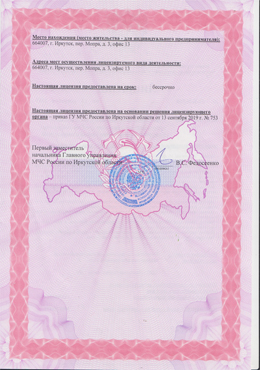 Место нахождения (место жительства - для индивидуального предпринимателя):
664007, г. Иркутск, пер. Мопра, д. 3, офис 13
Адрес мест осуществления лицензируемого вида деятельности:
664007, г. Иркутск, пер. Мопра, д. 3, офис 13
Настоящая лицензия предоставлена на срок: бессрочно
Настоящая лицензия предоставлена на основании решения лицензирующего
органа - приказ ГУ МЧС России по Иркутской области от 13 сентября 2019 г. № 753
Первый заместитель
начальника Главного управления
МЧС России по Иркутской области В.С. Федосеенко